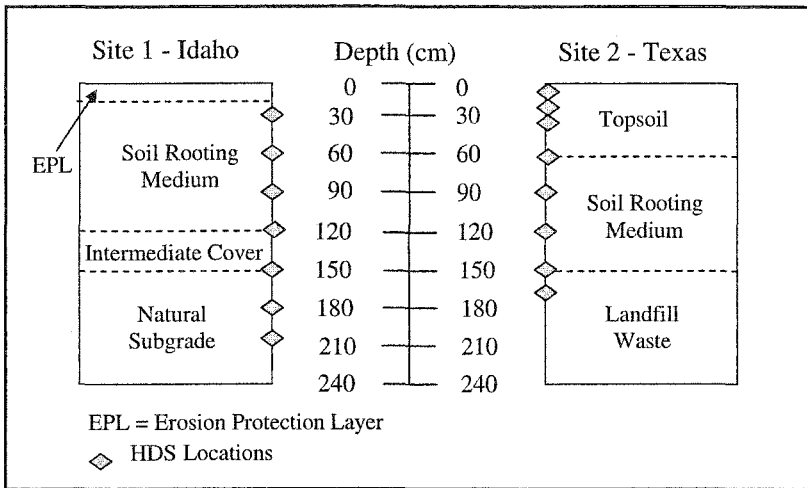 Site 1 - Idaho
Depth (cm)
Site 2 - Texas
EPL
Soil Rooting
Medium
Intermediate Cover
Natural
Subgrade
0 0
30 30
60 60
90 90
120 120
150 150
180 180
210 210
240 240
Topsoil
Soil Rooting
Medium
Landfill
Waste
EPL = Erosion Protection Layer
HDS Locations